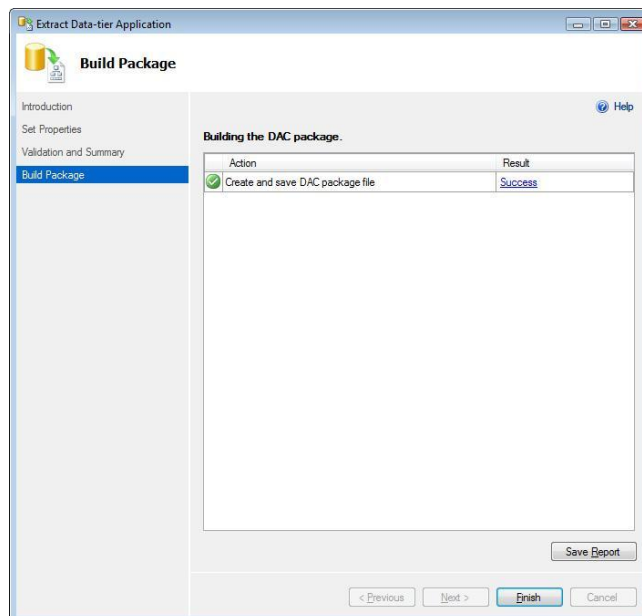 Extract Data-tier Application
Build Package
Introduction
Set Properties
Validation and Summary
Build Package
Help
Building the DAC package.
Action Result
Create and save DAC package file Success
Save Report
< Previous Next > Finish Cancel